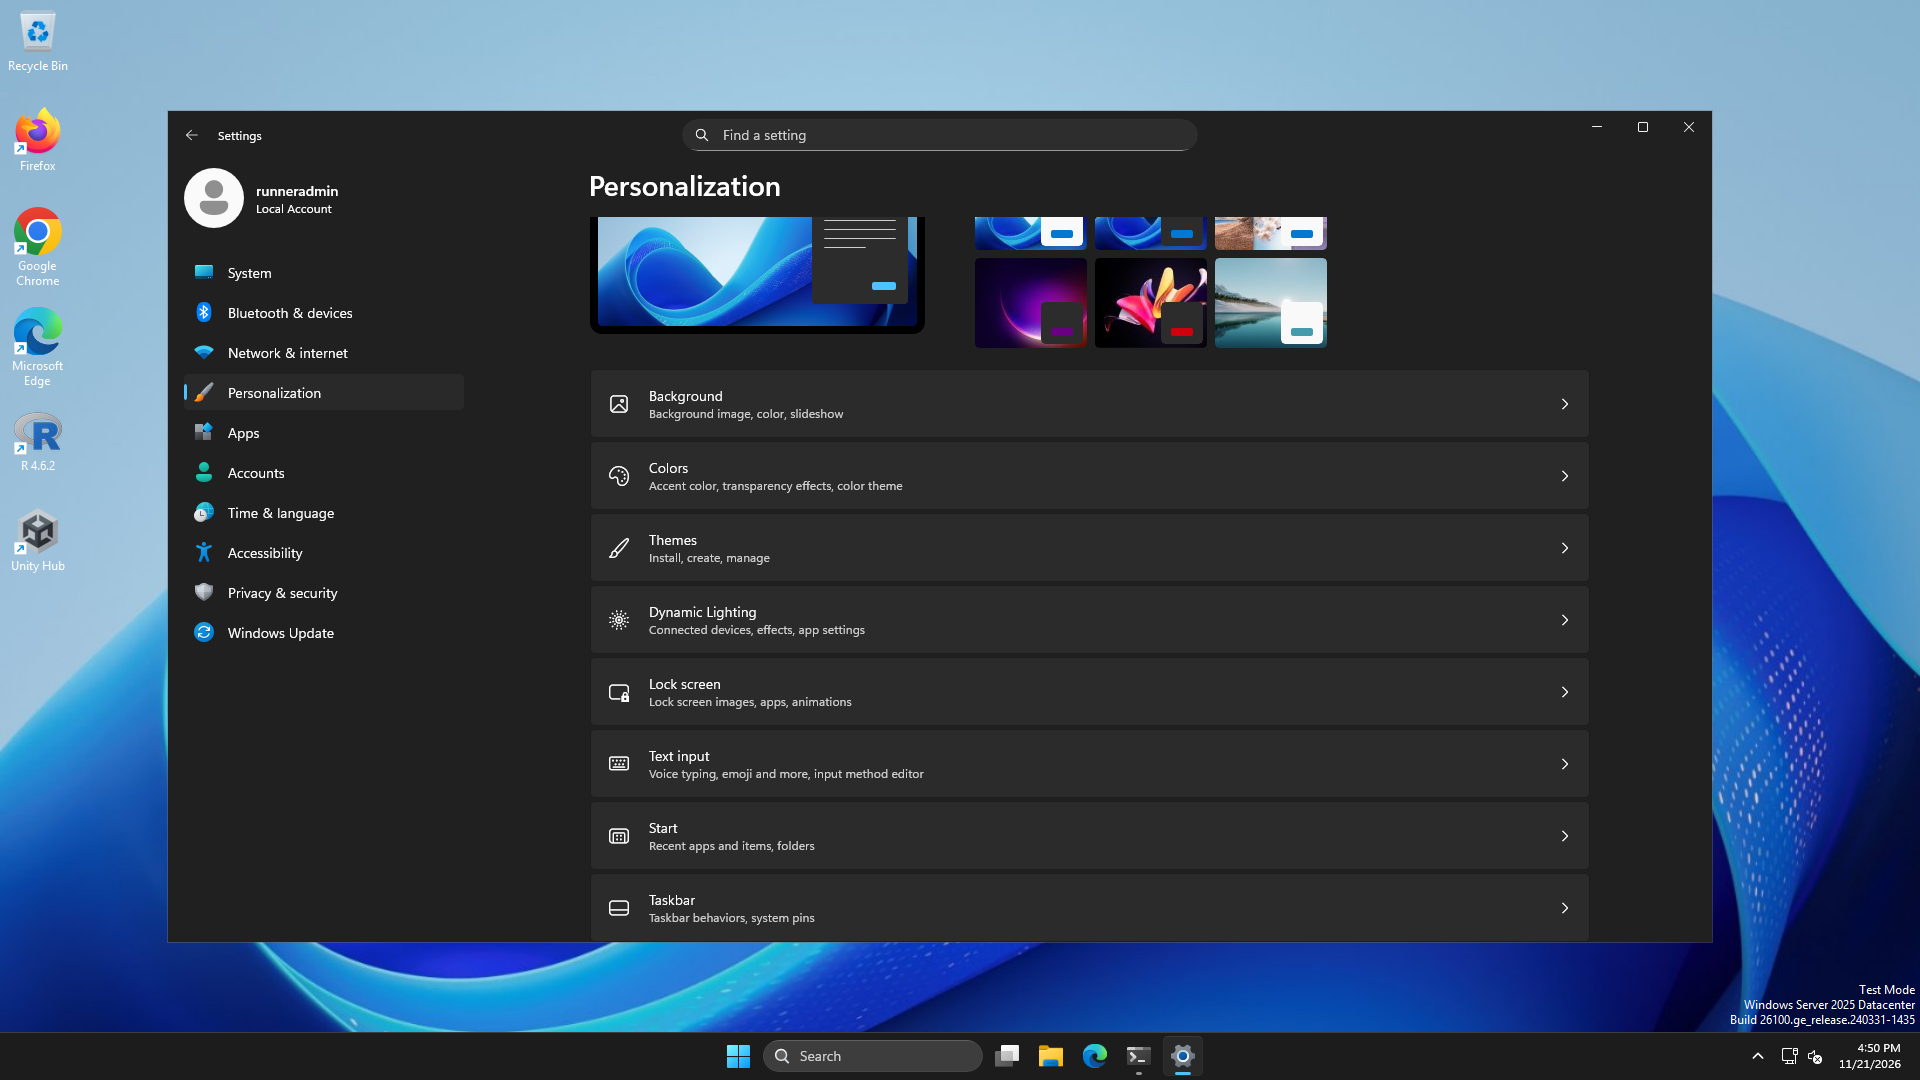 Recycle Bin
Firefox
Google
Chrome
Microsoft
Edge
R 4.6.2
Unity Hub
Settings
Find a setting
runneradmin
Local Account
System
Bluetooth & devices
Network & internet
Personalization
Apps
Accounts
Time & language
Accessibility
Privacy & security
Windows Update
Personalization
Background
Background image, color, slideshow
Colors
Accent color, transparency effects, color theme
Themes
Install, create, manage
Dynamic Lighting
Connected devices, effects, app settings
Lock screen
Lock screen images, apps, animations
Text input
Voice typing, emoji and more, input method editor
Start
Recent apps and items, folders
Taskbar
Taskbar behaviors, system pins
Test Mode
Windows Server 2025 Datacenter
Build 26100.ge_release.240331-1435
Search
4:50 PM
11/21/2026